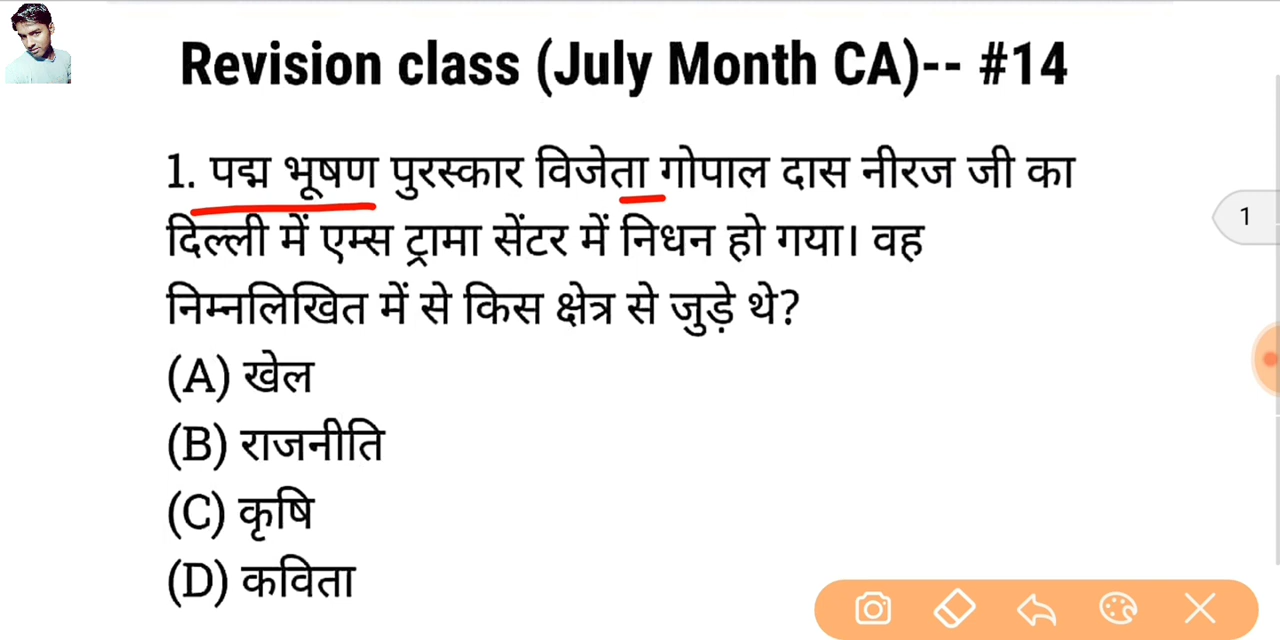 Revision class (July Month CA)-- #14
1. पद्म भूषण पुरस्कार विजेता गोपाल दास नीरज जी का
दिल्ली में एम्स ट्रामा सेंटर में निधन हो गया। वह
1
निम्नलिखित में से किस क्षेत्र से जुड़े थे?
(A) खेल
(B) राजनीति
(C) कृषि
(D) कविता